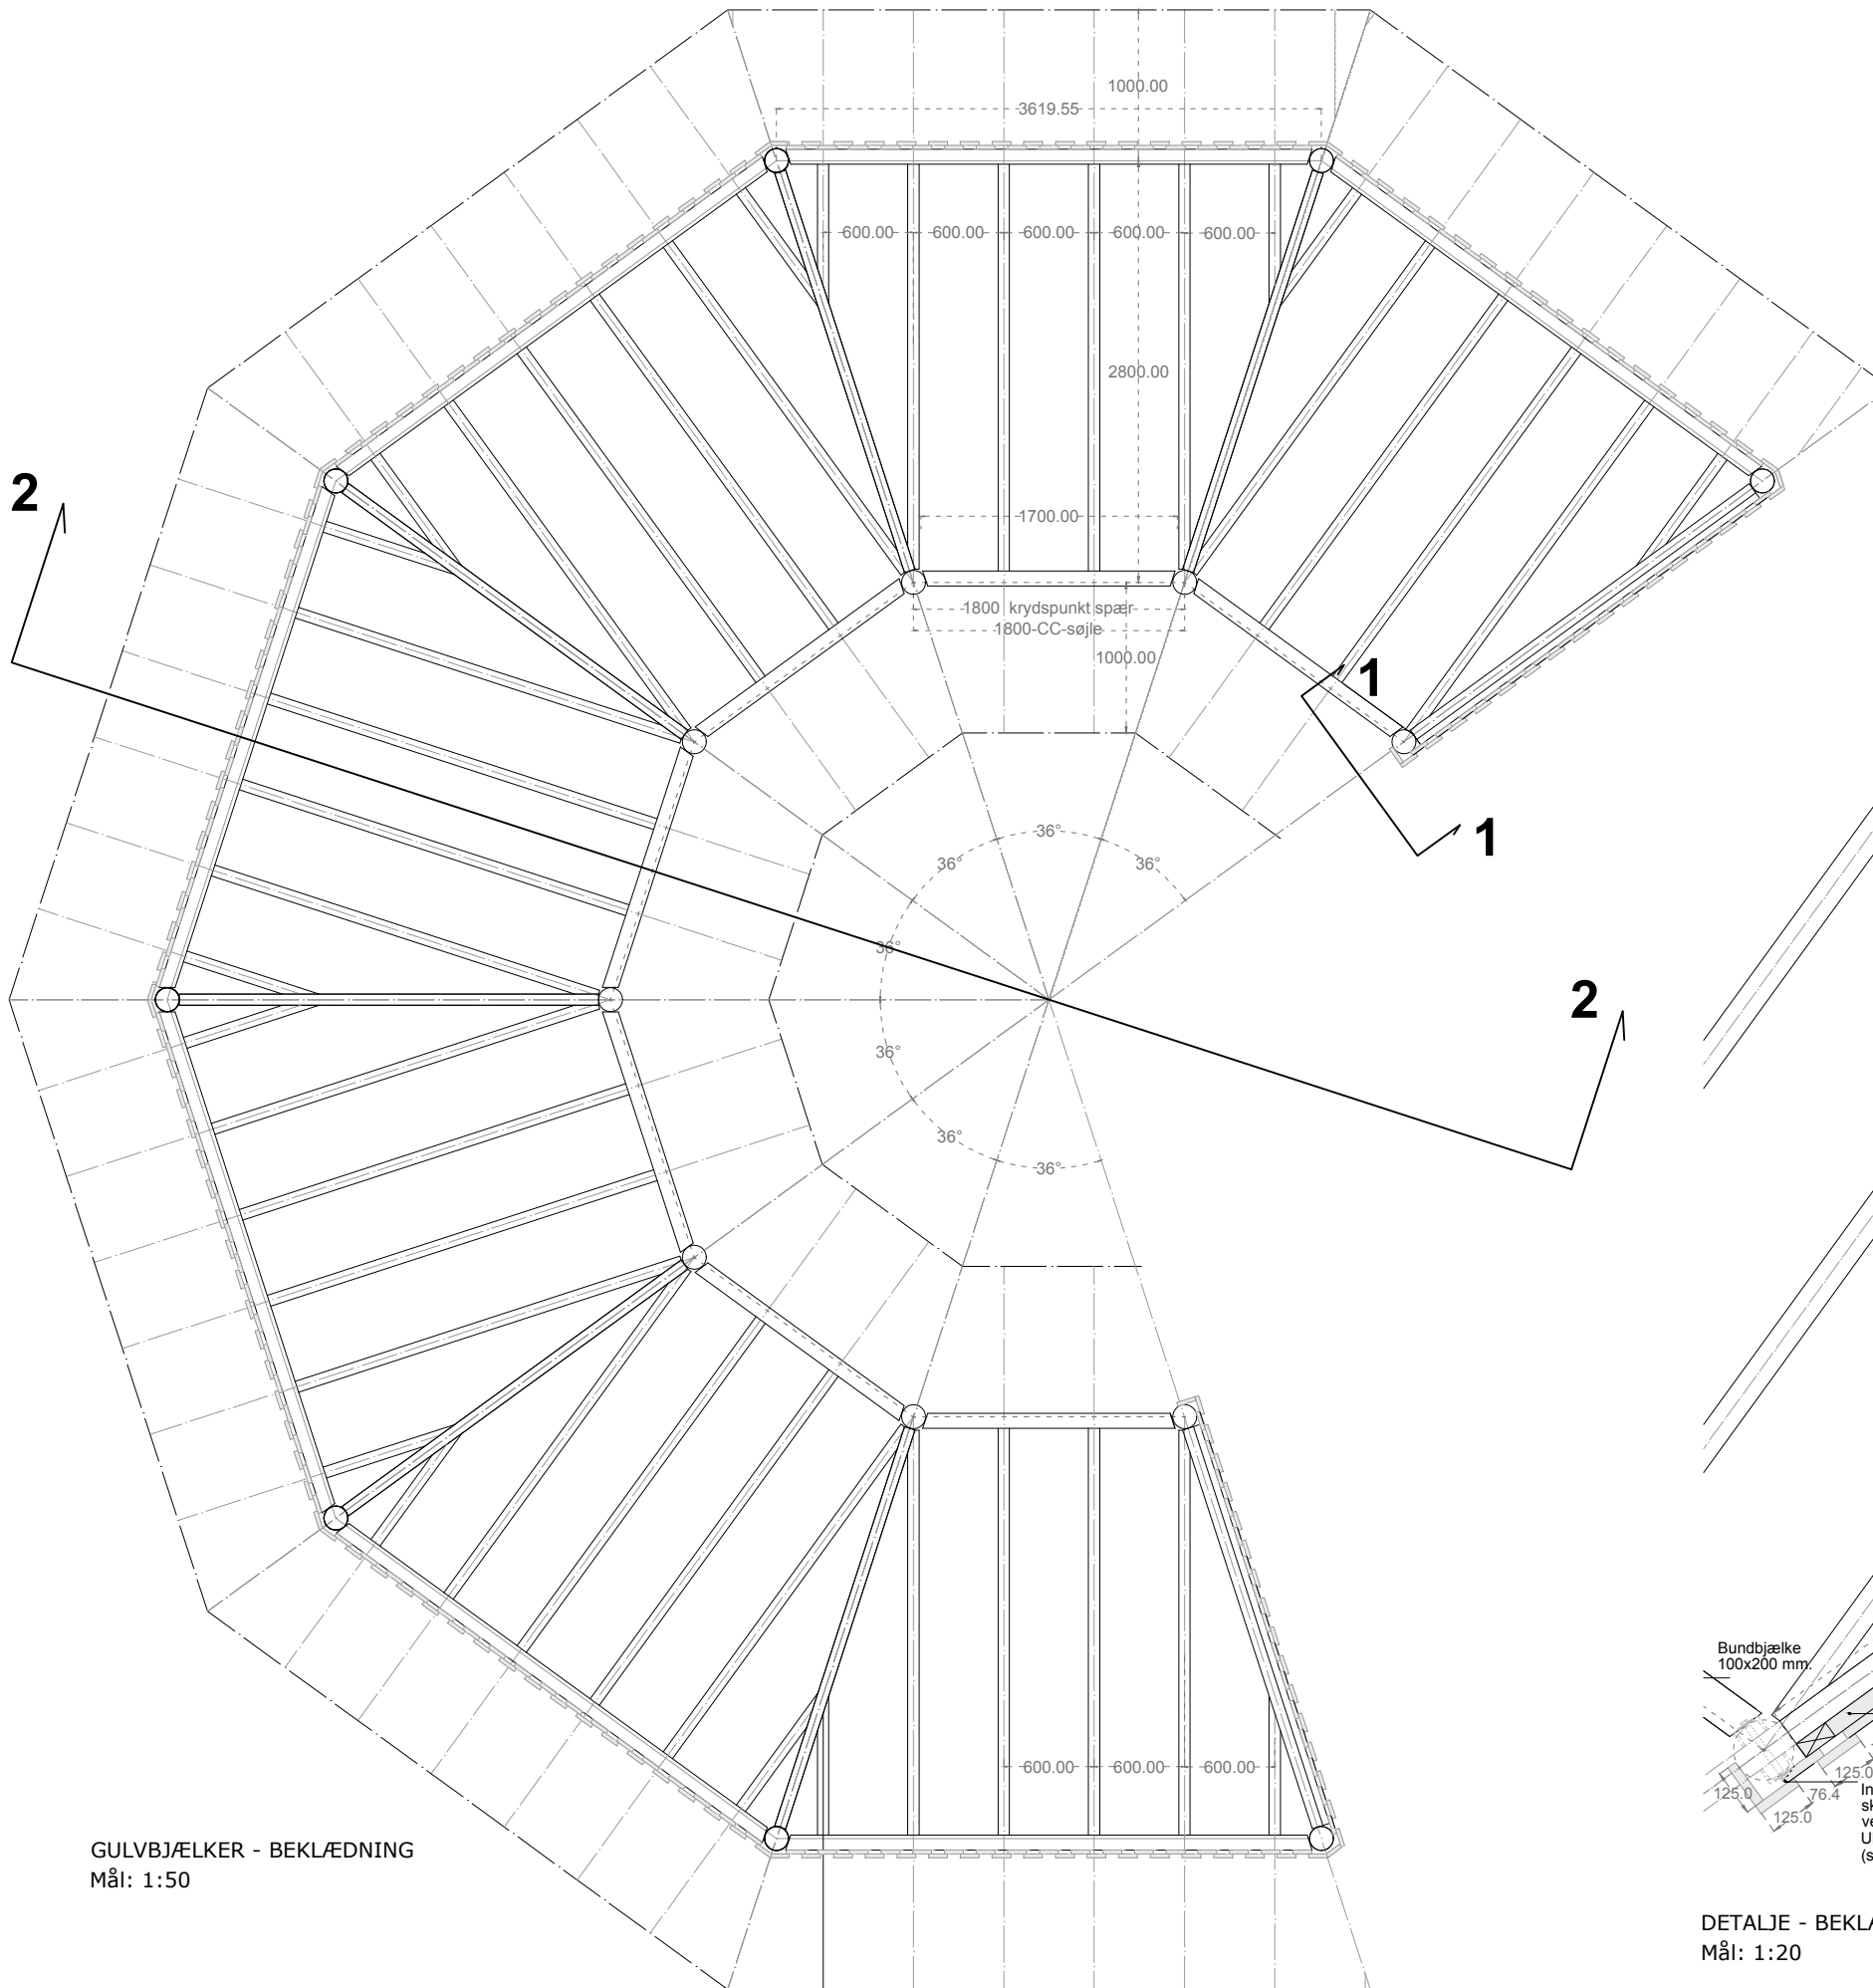 1000.00
3619.55
600.00 600.00 600.00 600.00 600.00
2800.00
2
1700.00
1800 krydspunkt spær
1800-CC-søjle
1000.00
1
1
36°
36°
36°
36°
36°
36°
36°
2
600.00 600.00 600.00
Bundbjælke
100x200 mm.
125.0
125.0
76.4
125.0
GULVBJÆLKER - BEKLÆDNING
Mål: 1:50
DETALJE - BEKL
Mål: 1:20